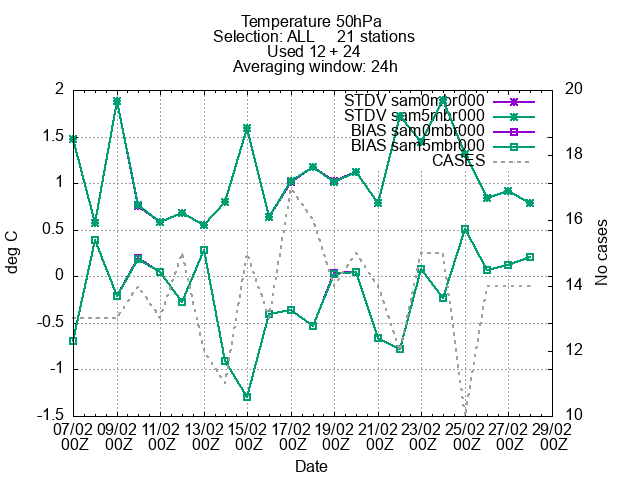 Temperature 50hPa
Selection: ALL 21 stations
Used 12 + 24
Averaging window: 24h
STDV sam0mbr000
STDV sam5mbr000
BIAS sam0mbr000
BIAS sam5mbr000
CASES
deg C
2
1.5
1
0.5
0
-0.5
-1
-1.5
No cases
20
18
16
14
12
10
07/02 09/02 11/02 13/02 15/02 17/02 19/02 21/02 23/02 25/02 27/02 29/02
00Z 00Z 00Z 00Z 00Z 00Z 00Z 00Z 00Z 00Z 00Z 00Z
Date